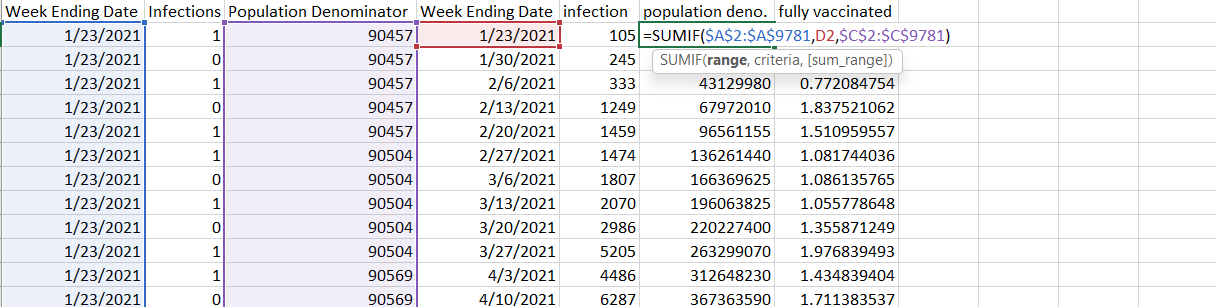 Week Ending Date Infections Population Denominator Week Ending Date infection population deno. fully vaccinated
1/23/2021 1 90457 1/23/2021 105 =SUMIF($A$2:$A$9781,D2,$C$2:$C$9781)
1/23/2021 0 90457 1/30/2021 245 SUMIF(range, criteria, [sum_range])
1/23/2021 1 90457 2/6/2021 333 43129980 0.772084754
1/23/2021 0 90457 2/13/2021 1249 67972010 1.837521062
1/23/2021 1 90457 2/20/2021 1459 96561155 1.510959557
1/23/2021 1 90504 2/27/2021 1474 136261440 1.081744036
1/23/2021 0 90504 3/6/2021 1807 166369625 1.086135765
1/23/2021 1 90504 3/13/2021 2070 196063825 1.055778648
1/23/2021 0 90504 3/20/2021 2986 220227400 1.355871249
1/23/2021 1 90504 3/27/2021 5205 263299070 1.976839493
1/23/2021 1 90569 4/3/2021 4486 312648230 1.434839404
1/23/2021 0 90569 4/10/2021 6287 367363590 1.711383537